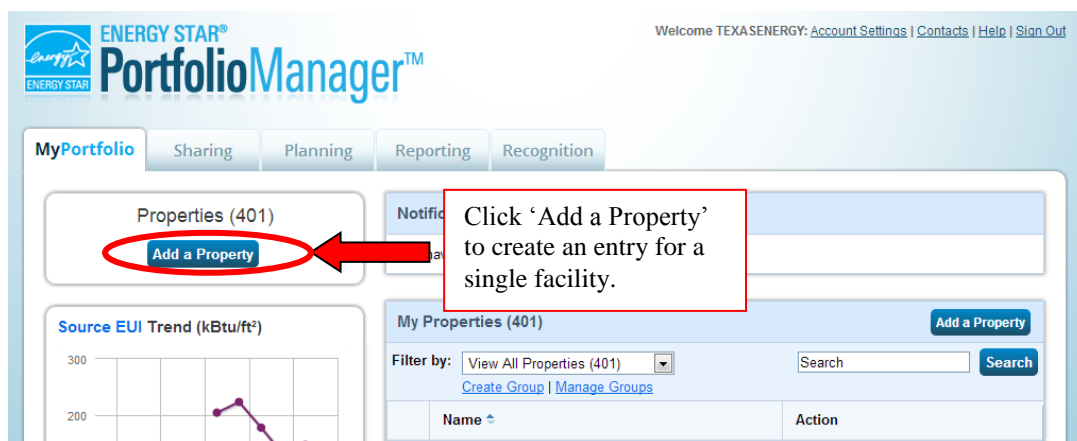 ENERGY STAR®
PortfolioManager™
energy
ENERGY STAR
Welcome TEXASENERGY: Account Settings | Contacts | Help | Sign Out
MyPortfolio
Sharing
Planning
Reporting
Recognition
Properties (401)
Add a Property
Click ‘Add a Property’
to create an entry for a
single facility.
Source EUI Trend (kBtu/ft²)
300
200
My Properties (401)
Add a Property
Filter by: View All Properties (401)
Search
Search
Create Group | Manage Groups
Name
Action